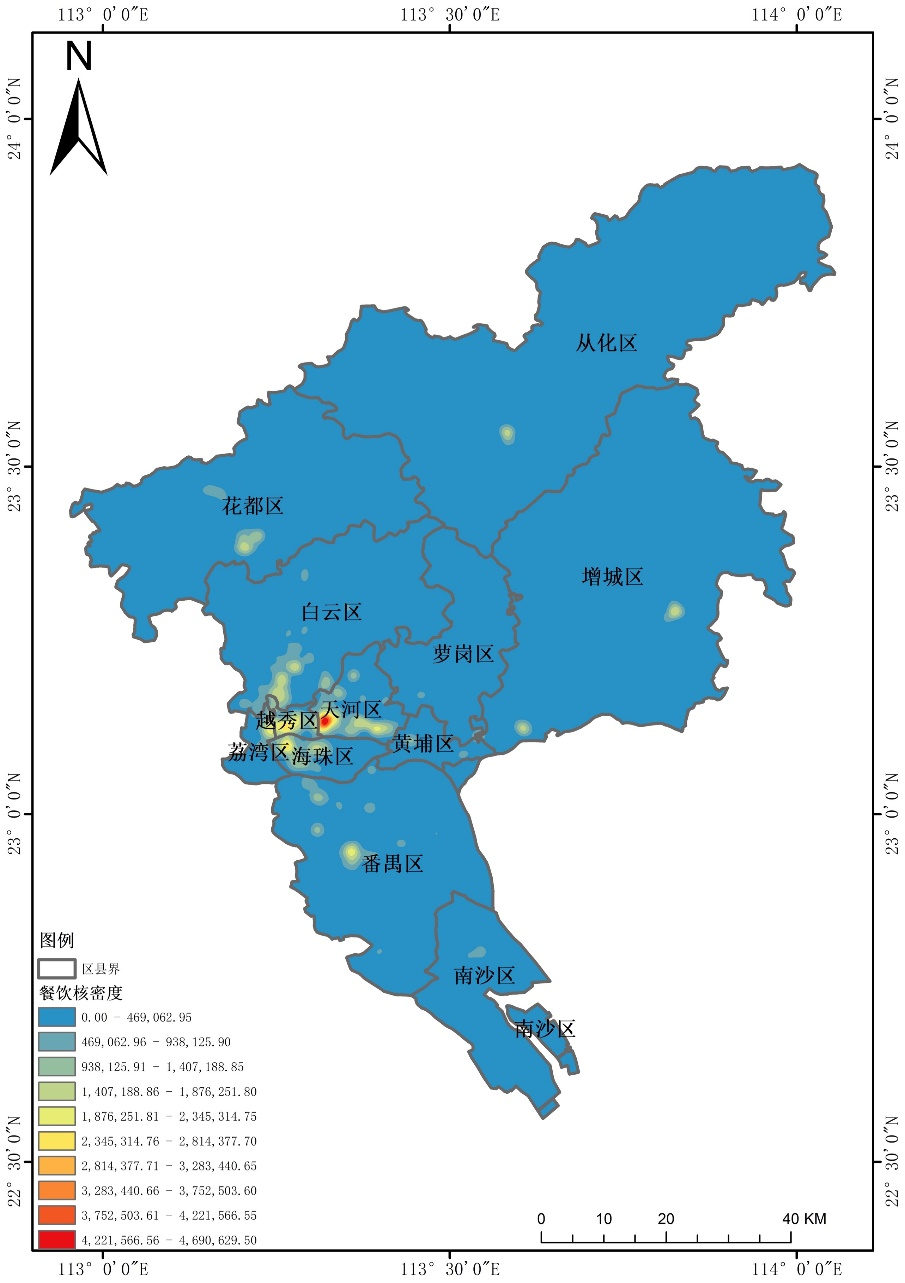 113° 0′0″E
113°30′0″E
114° 0′0″E
N
24° 0′0″N
24° 0′0″N
从化区
23°30′0″N
23°30′0″N
花都区
增城区
白云区
萝岗区
天河区
越秀区
黄埔区
荔湾区
海珠区
23° 0′0″N
23° 0′0″N
番禺区
图例
区县界
南沙区
餐饮核密度
0.00 - 469,062.95
南沙区
469,062.96 - 938,125.90
938,125.91 - 1,407,188.85
1,407,188.86 - 1,876,251.80
1,876,251.81 - 2,345,314.75
2,345,314.76 - 2,814,377.70
22°30′0″N
22°30′0″N
2,814,377.71 - 3,283,440.65
3,283,440.66 - 3,752,503.60
3,752,503.61 - 4,221,566.55
0 10 20 40 KM
4,221,566.56 - 4,690,629.50
113° 0′0″E
113°30′0″E
114° 0′0″E